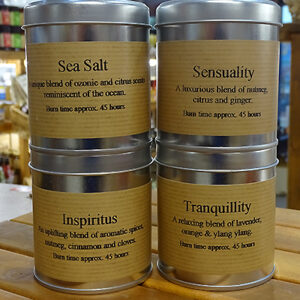 Sea Salt
unique blend of ozonic and citrus scents
reminiscent of the ocean.
Burn time approx. 45 hours
Sensuality
A luxurious blend of nutmeg,
citrus and ginger.
Burn time approx. 45 hours
Inspiritus
An uplifting blend of aromatic spices,
nutmeg, cinnamon and cloves.
Burn time approx. 45 hours
Tranquillity
A relaxing blend of lavender,
orange & ylang ylang.
Burn time approx. 45 hours